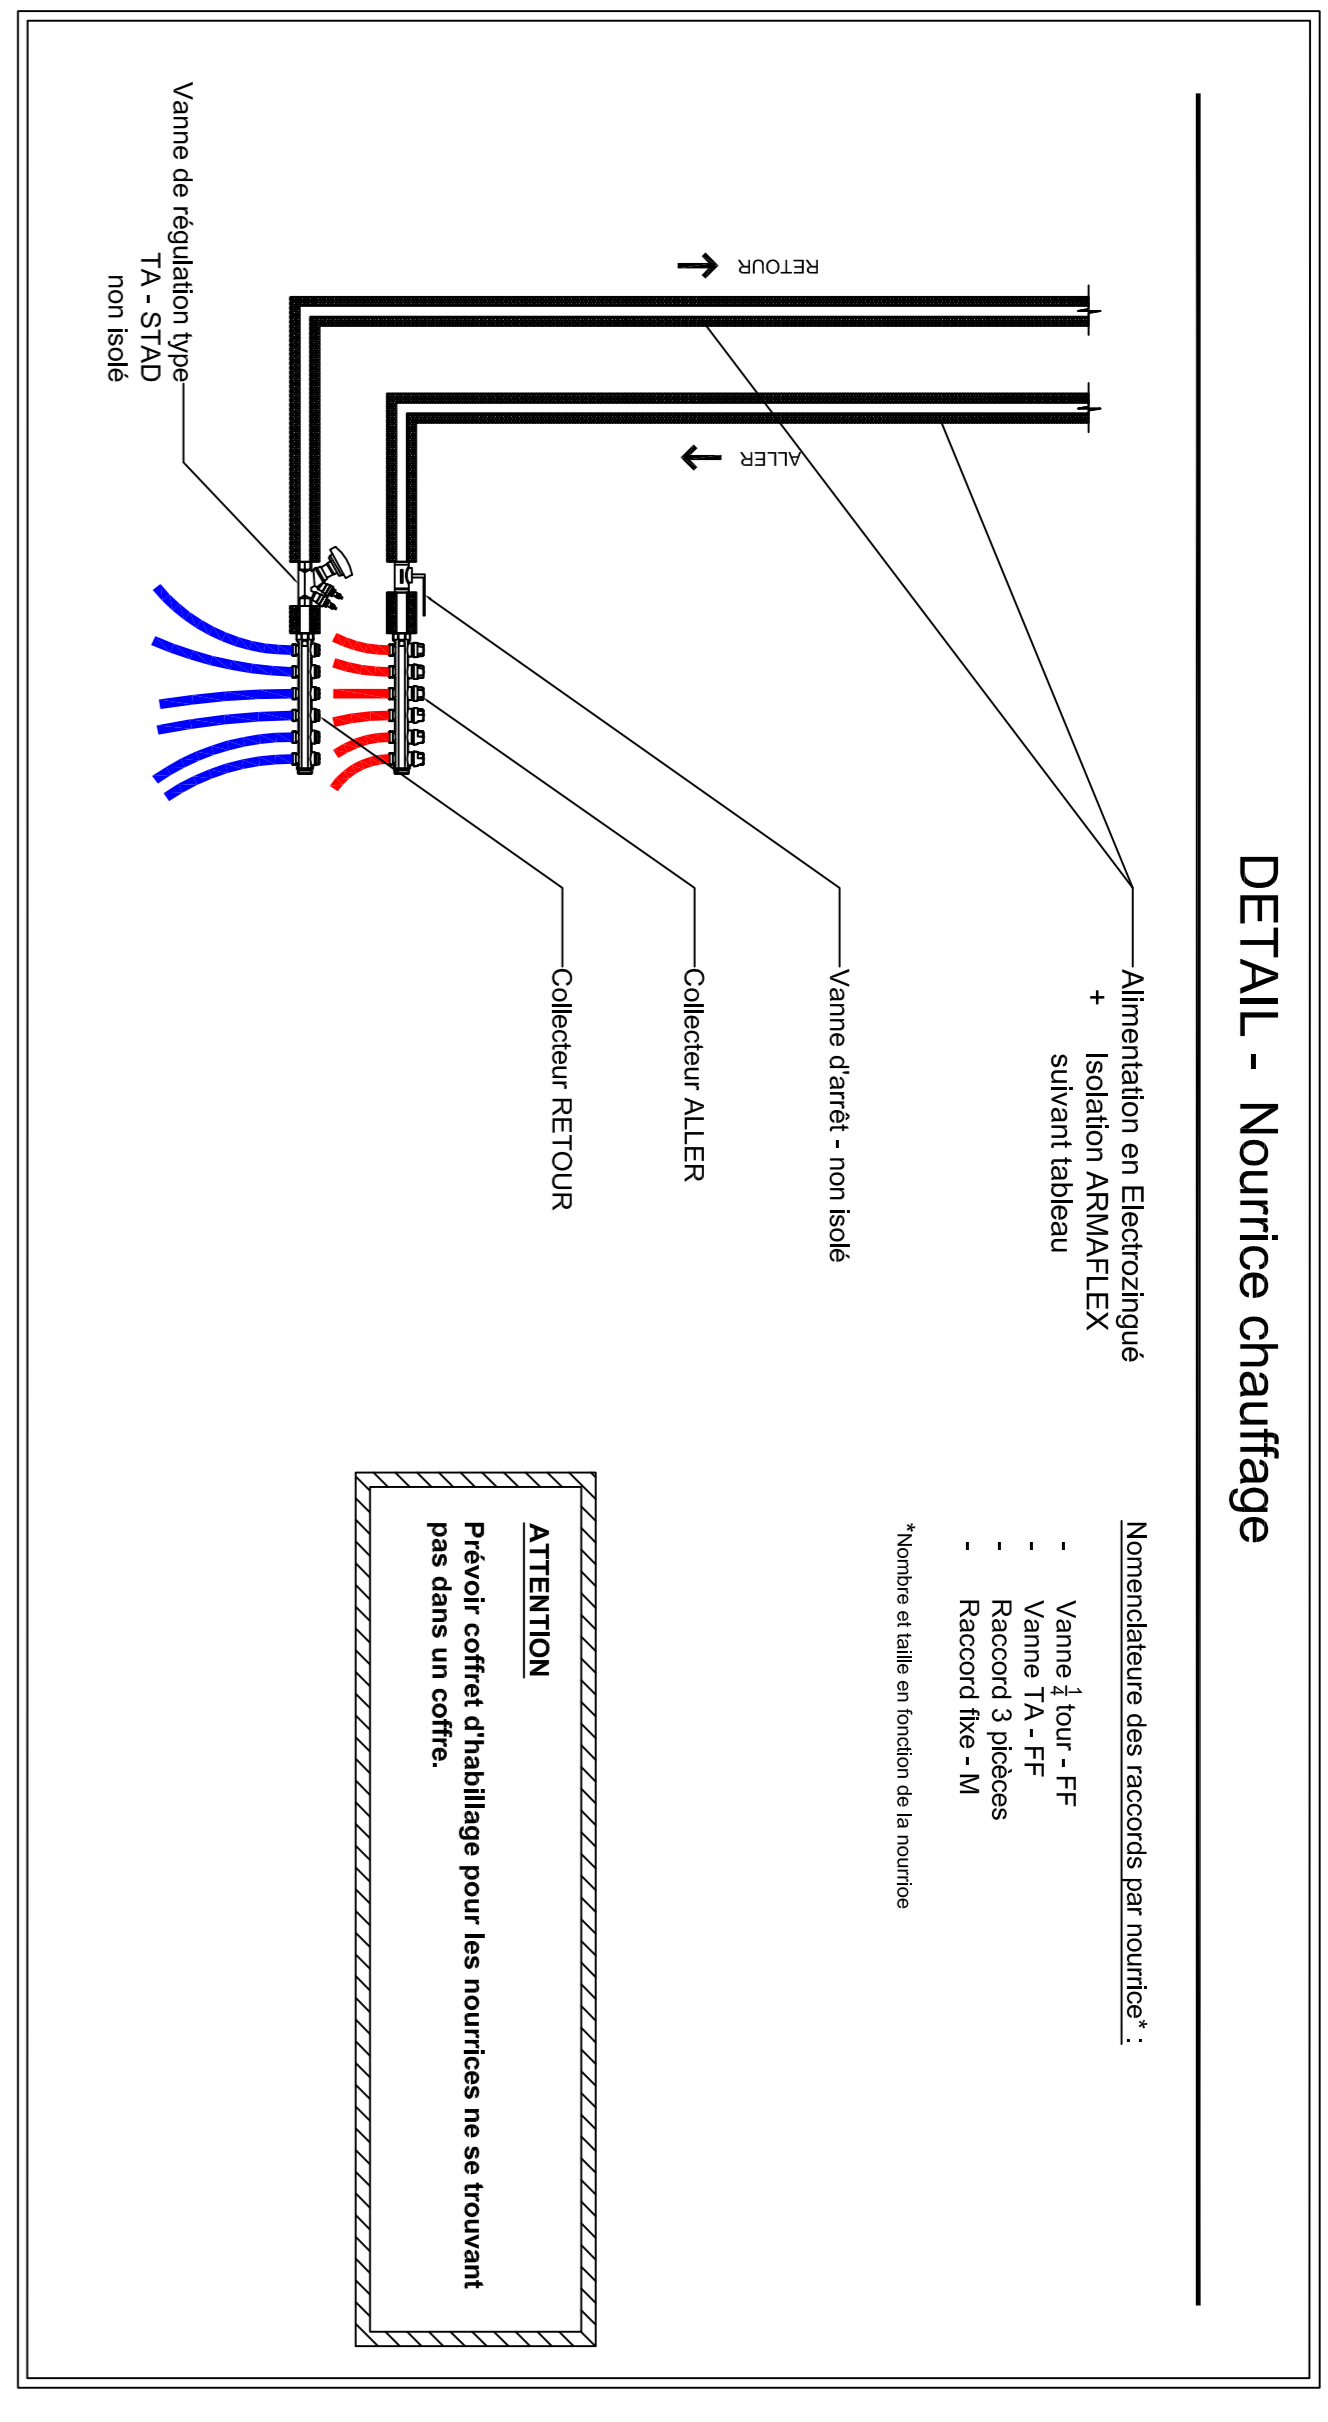 DETAIL - Nourrice chauffage
RETOUR
ALLER
Vanne de régulation type
TA - STAD
non isolé
Alimentation en Electrozingué
+ Isolation ARMAFLEX
suivant tableau
Vanne d'arrêt - non isolé
Collecteur ALLER
Collecteur RETOUR
Nomenclateure des raccords par nourrice* :
- Vanne ¼ tour - FF
- Vanne TA - FF
- Raccord 3 picèces
- Raccord fixe - M
*Nombre et taille en fonction de la nourrioe
ATTENTION
Prévoir coffret d'habillage pour les nourrices ne se trouvant
pas dans un coffre.